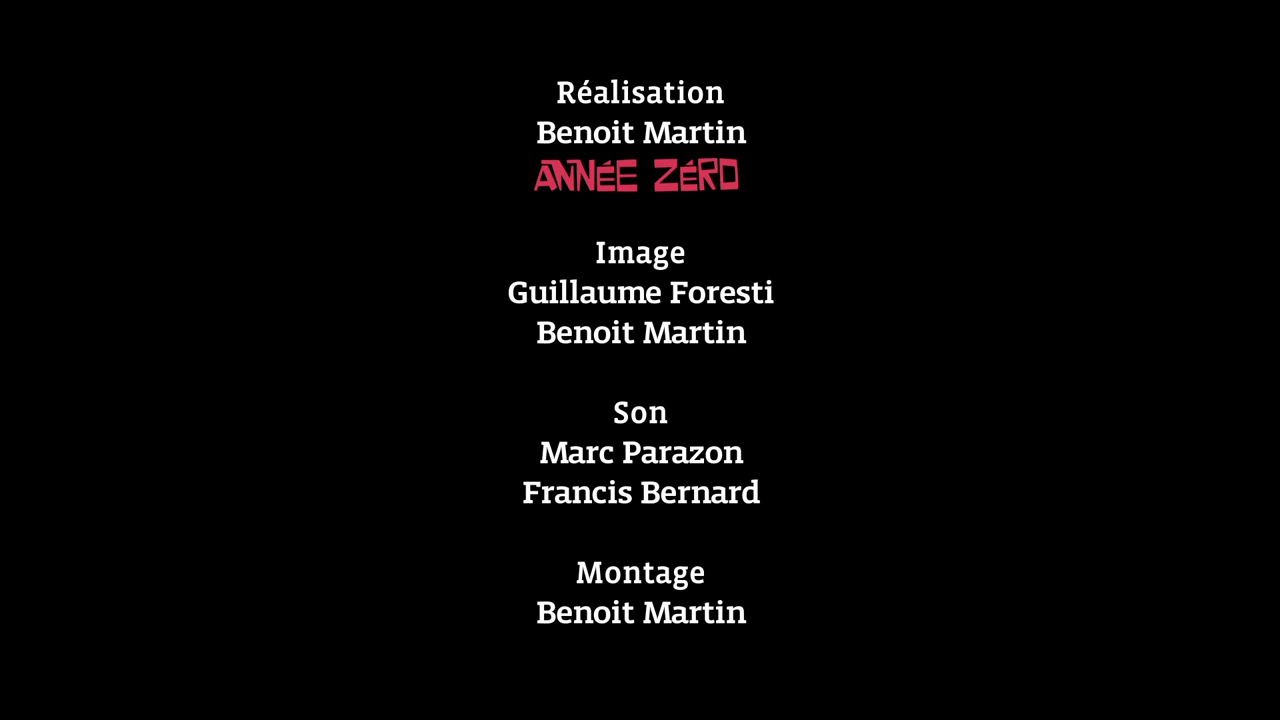 Réalisation
Benoit Martin
ANNÉE ZÉRO
Image
Guillaume Foresti
Benoit Martin
Son
Marc Parazon
Francis Bernard
Montage
Benoit Martin